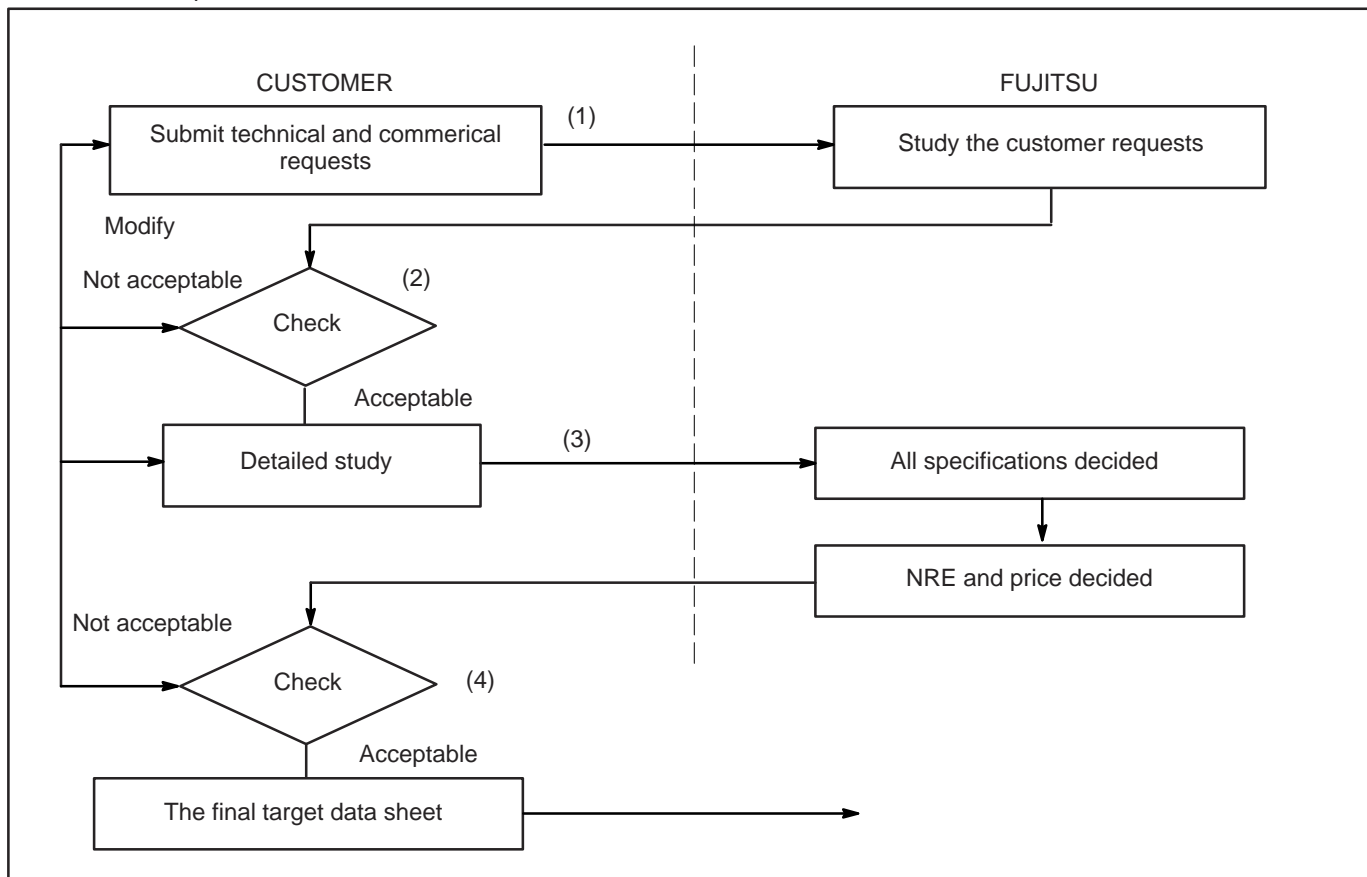 CUSTOMER
FUJITSU
Submit technical and commerical
requests
(1)
Study the customer requests
Modify
Not acceptable
(2)
Check
Acceptable
Detailed study
(3)
All specifications decided
NRE and price decided
Not acceptable
Check
(4)
Acceptable
The final target data sheet